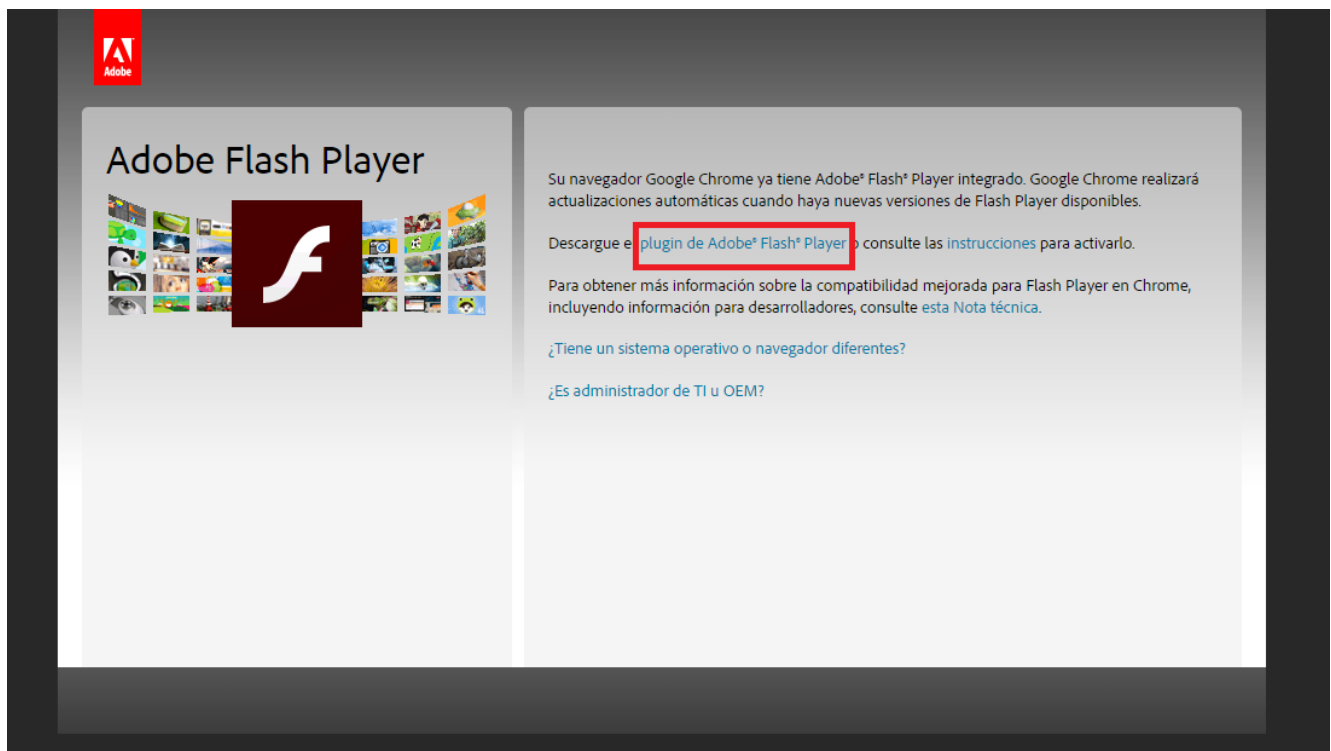 Adobe
Adobe Flash Player
Su navegador Google Chrome ya tiene Adobe® Flash® Player integrado. Google Chrome realizará
actualizaciones automáticas cuando haya nuevas versiones de Flash Player disponibles.
Descargue el plugin de Adobe® Flash® Player o consulte las instrucciones para activarlo.
Para obtener más información sobre la compatibilidad mejorada para Flash Player en Chrome,
incluyendo información para desarrolladores, consulte esta Nota técnica.
¿Tiene un sistema operativo o navegador diferentes?
¿Es administrador de TI u OEM?